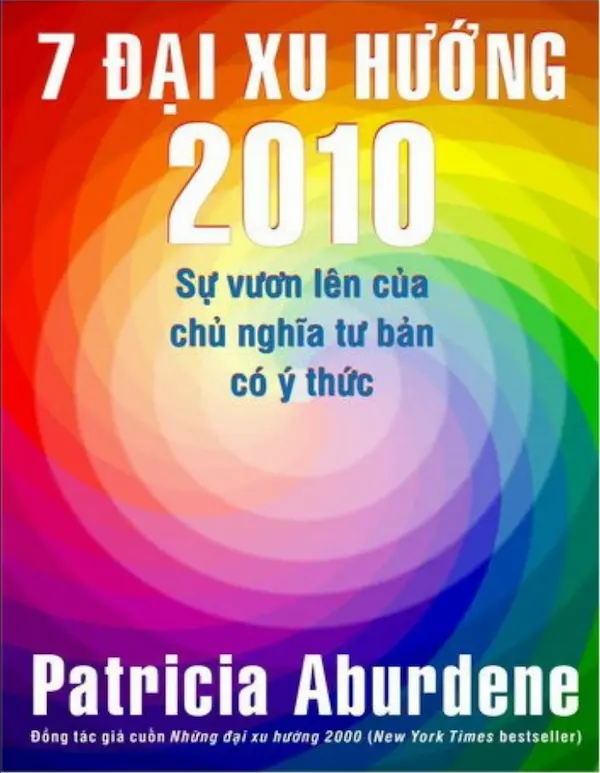 7 ĐẠI XU HƯỚNG
2010
Sự vươn lên của
chủ nghĩa tư bản
có ý thức
Patricia Aburdene
Đồng tác giả cuốn Những đại xu hướng 2000 (New York Times bestseller)